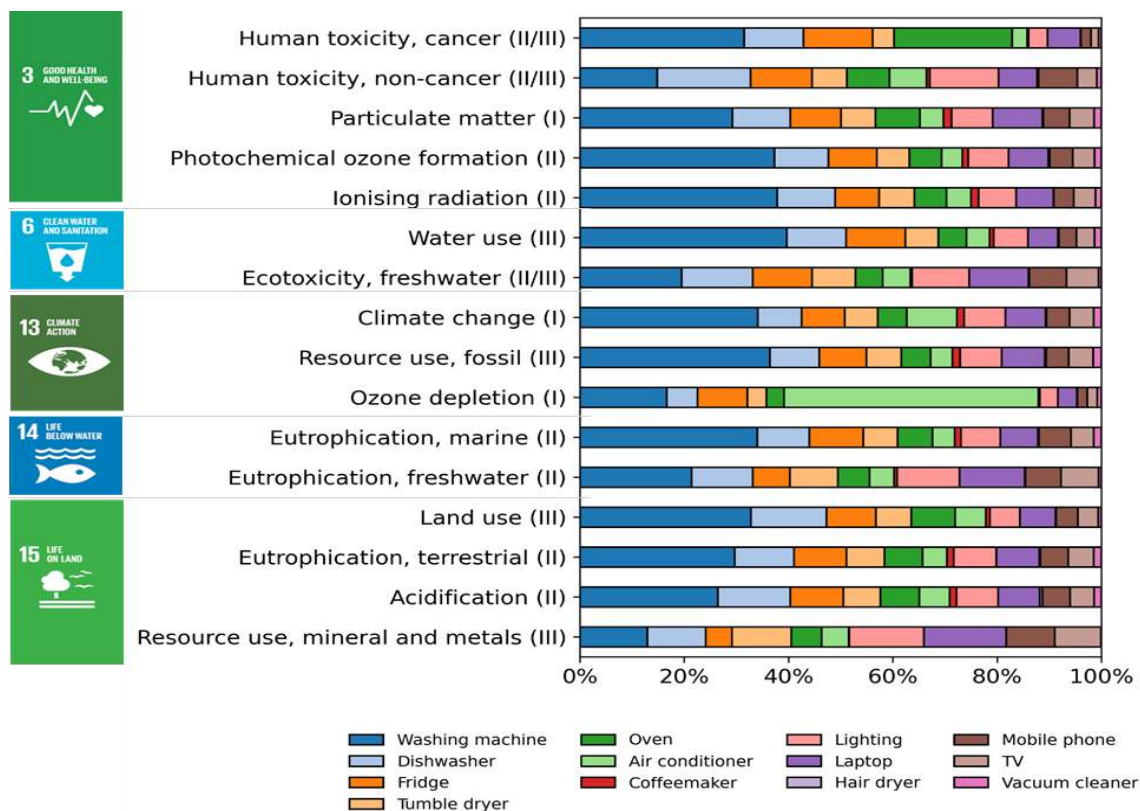 3 GOOD HEALTH
AND WELL-BEING
Human toxicity, cancer (II/III)
Human toxicity, non-cancer (II/III)
Particulate matter (I)
Photochemical ozone formation (II)
Ionising radiation (II)
6 CLEAN WATER
AND SANITATION
Water use (III)
Ecotoxicity, freshwater (II/III)
13 CLIMATE
ACTION
Climate change (I)
Resource use, fossil (III)
Ozone depletion (I)
14 LIFE
BELOW WATER
Eutrophication, marine (II)
Eutrophication, freshwater (II)
15 LIFE
ON LAND
Land use (III)
Eutrophication, terrestrial (II)
Acidification (II)
Resource use, mineral and metals (III)
0% 20% 40% 60% 80% 100%
Washing machine Oven Lighting Mobile phone
Dishwasher Air conditioner Laptop TV
Fridge Coffeemaker Hair dryer Vacuum cleaner
Tumble dryer